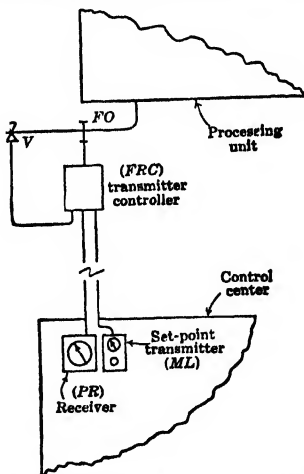 FO
V
Processing
unit
(FRC)
transmitter
controller
Control
center
Set-point
transmitter
(ML)
(PR)
Receiver